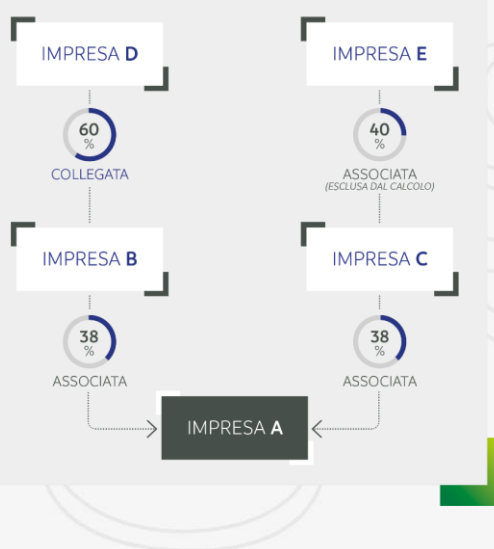 IMPRESA D
IMPRESA E
60
%
COLLEGATA
40
%
ASSOCIATA
(ESCLUSA DAL CALCOLO)
IMPRESA B
IMPRESA C
38
%
ASSOCIATA
38
%
ASSOCIATA
IMPRESA A